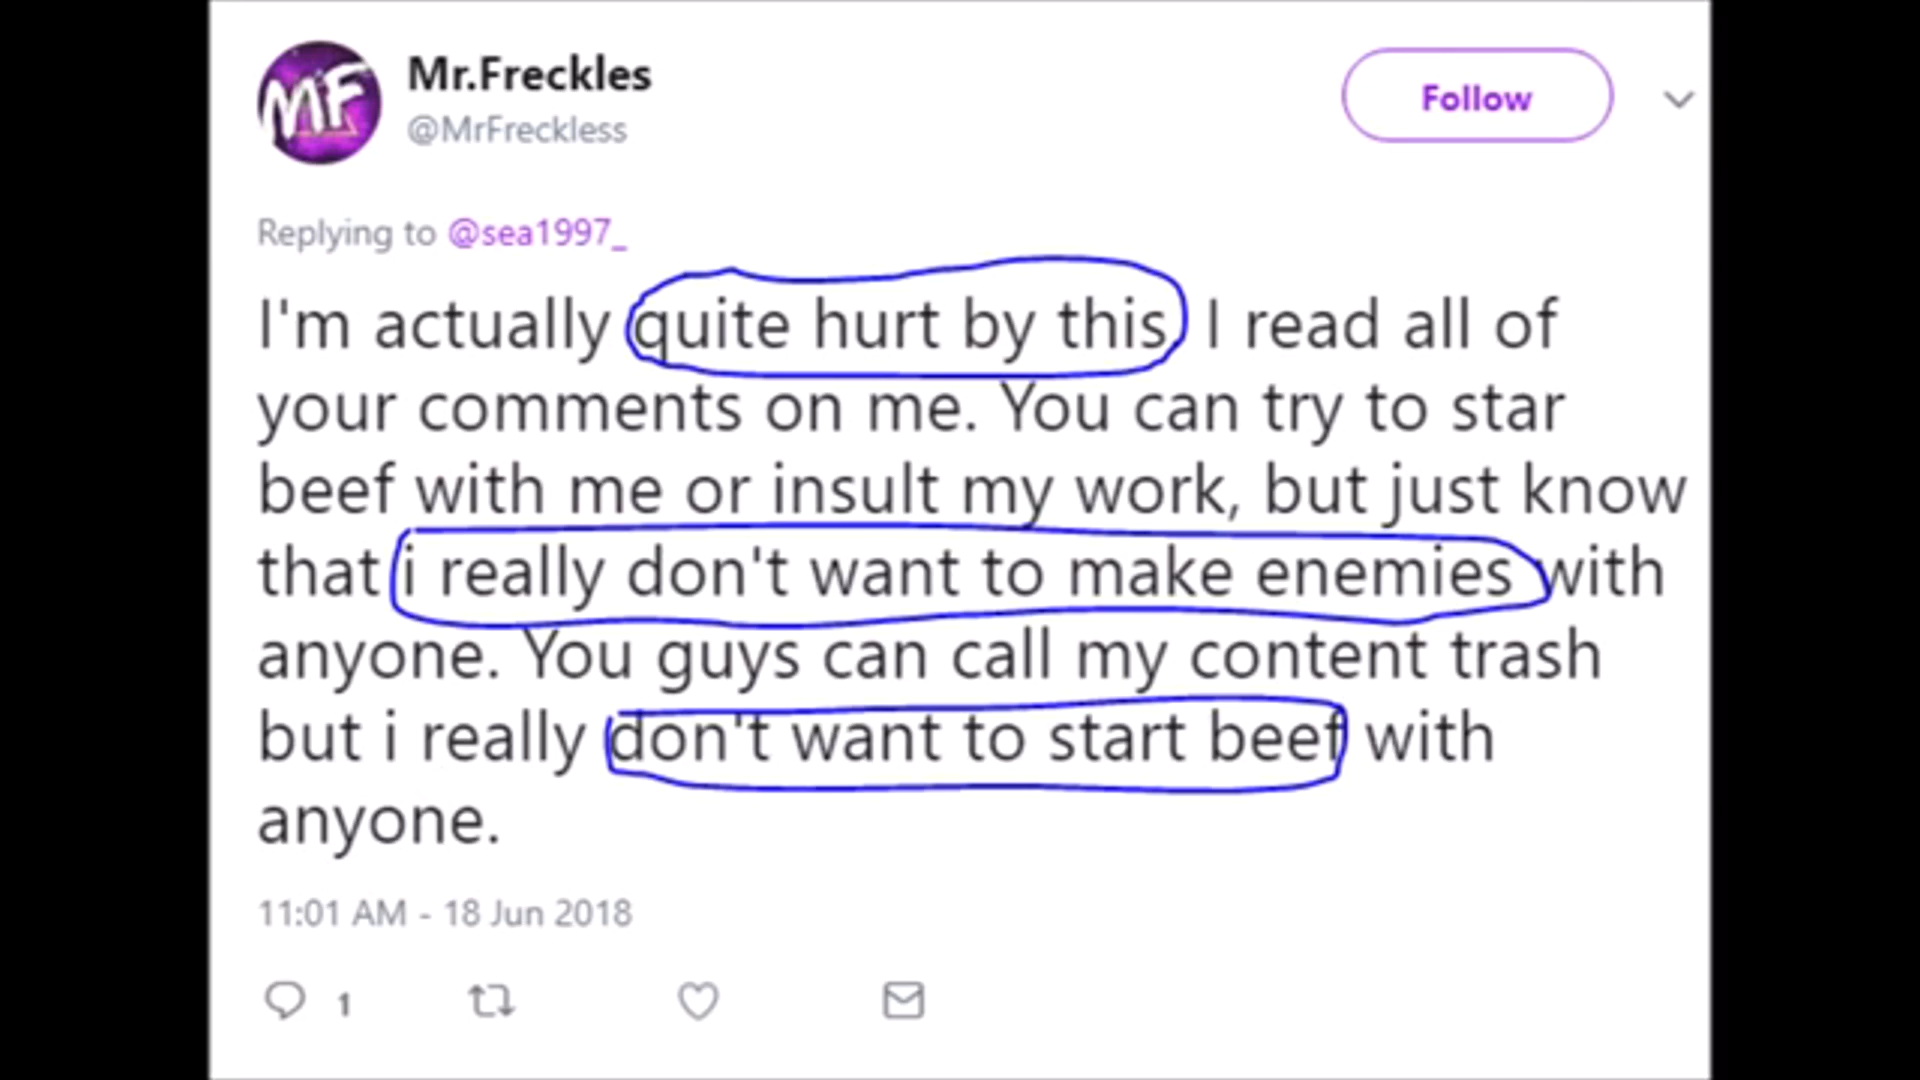 MF
Mr.Freckles
@MrFreckless
Follow
Replying to @sea1997_
I'm actually quite hurt by this I read all of
your comments on me. You can try to star
beef with me or insult my work, but just know
that i really don't want to make enemies with
anyone. You guys can call my content trash
but i really don't want to start beef with
anyone.
11:01 AM - 18 Jun 2018
1